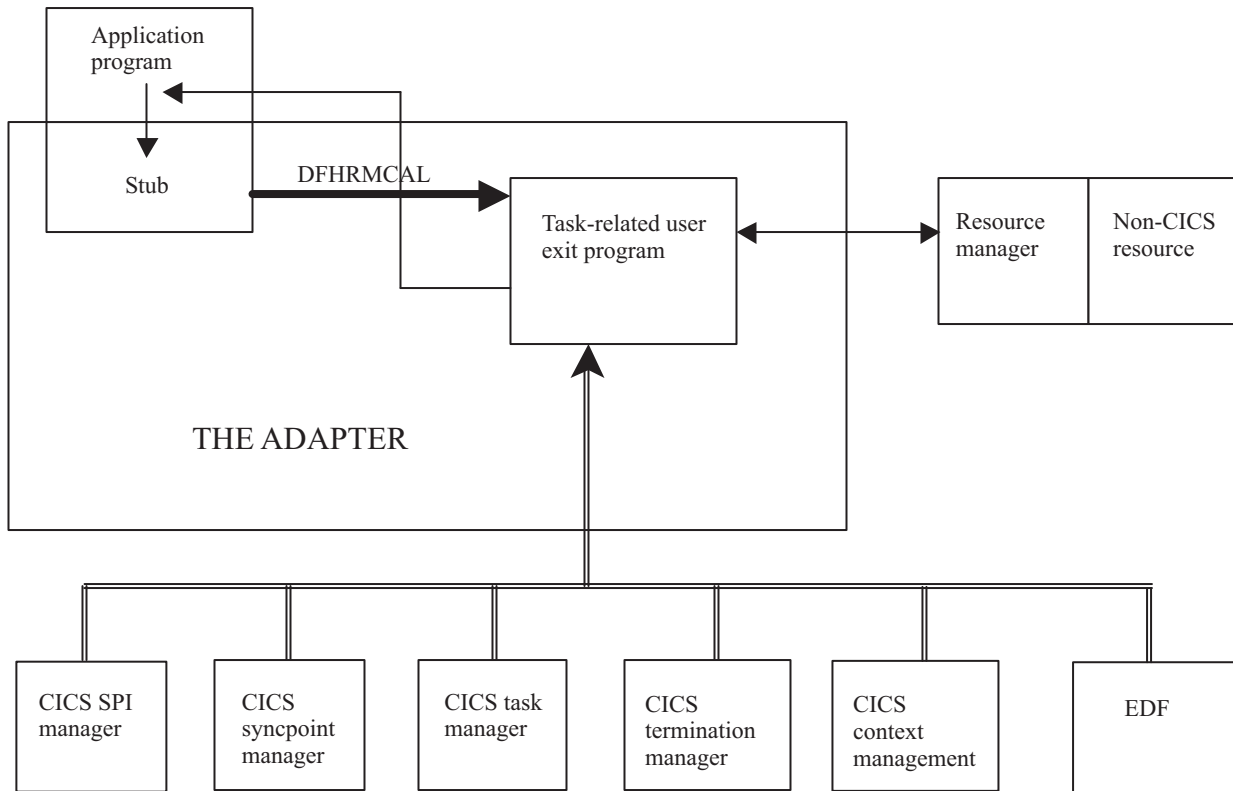 Application
program
Stub
DFHRMCAL
Task-related user
exit program
Resource
manager
Non-CICS
resource
THE ADAPTER
CICS SPI
manager
CICS
syncpoint
manager
CICS task
manager
CICS
termination
manager
CICS
context
management
EDF